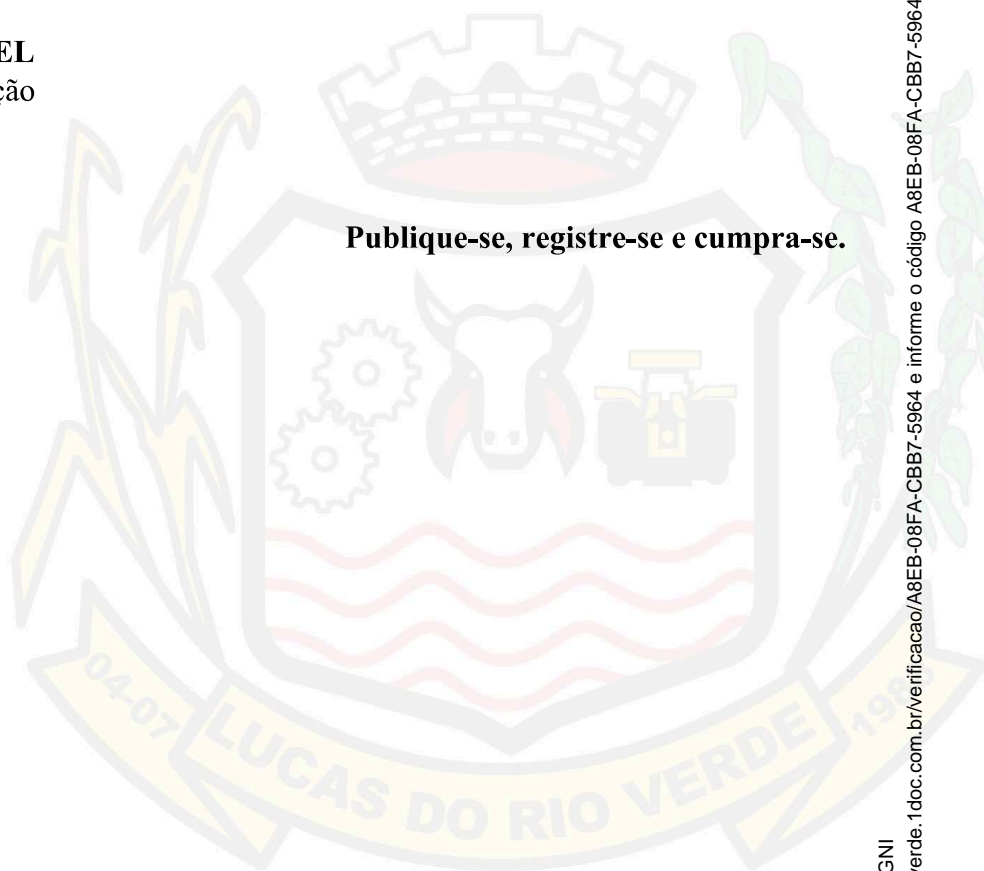 EL
ção
Publique-se, registre-se e cumpra-se.
04-07
LUCAS DO RIO VERDE
GNI
verde.1doc.com.br/verificacao/A8EB-08FA-CBB7-5964 e informe o código A8EB-08FA-CBB7-5964